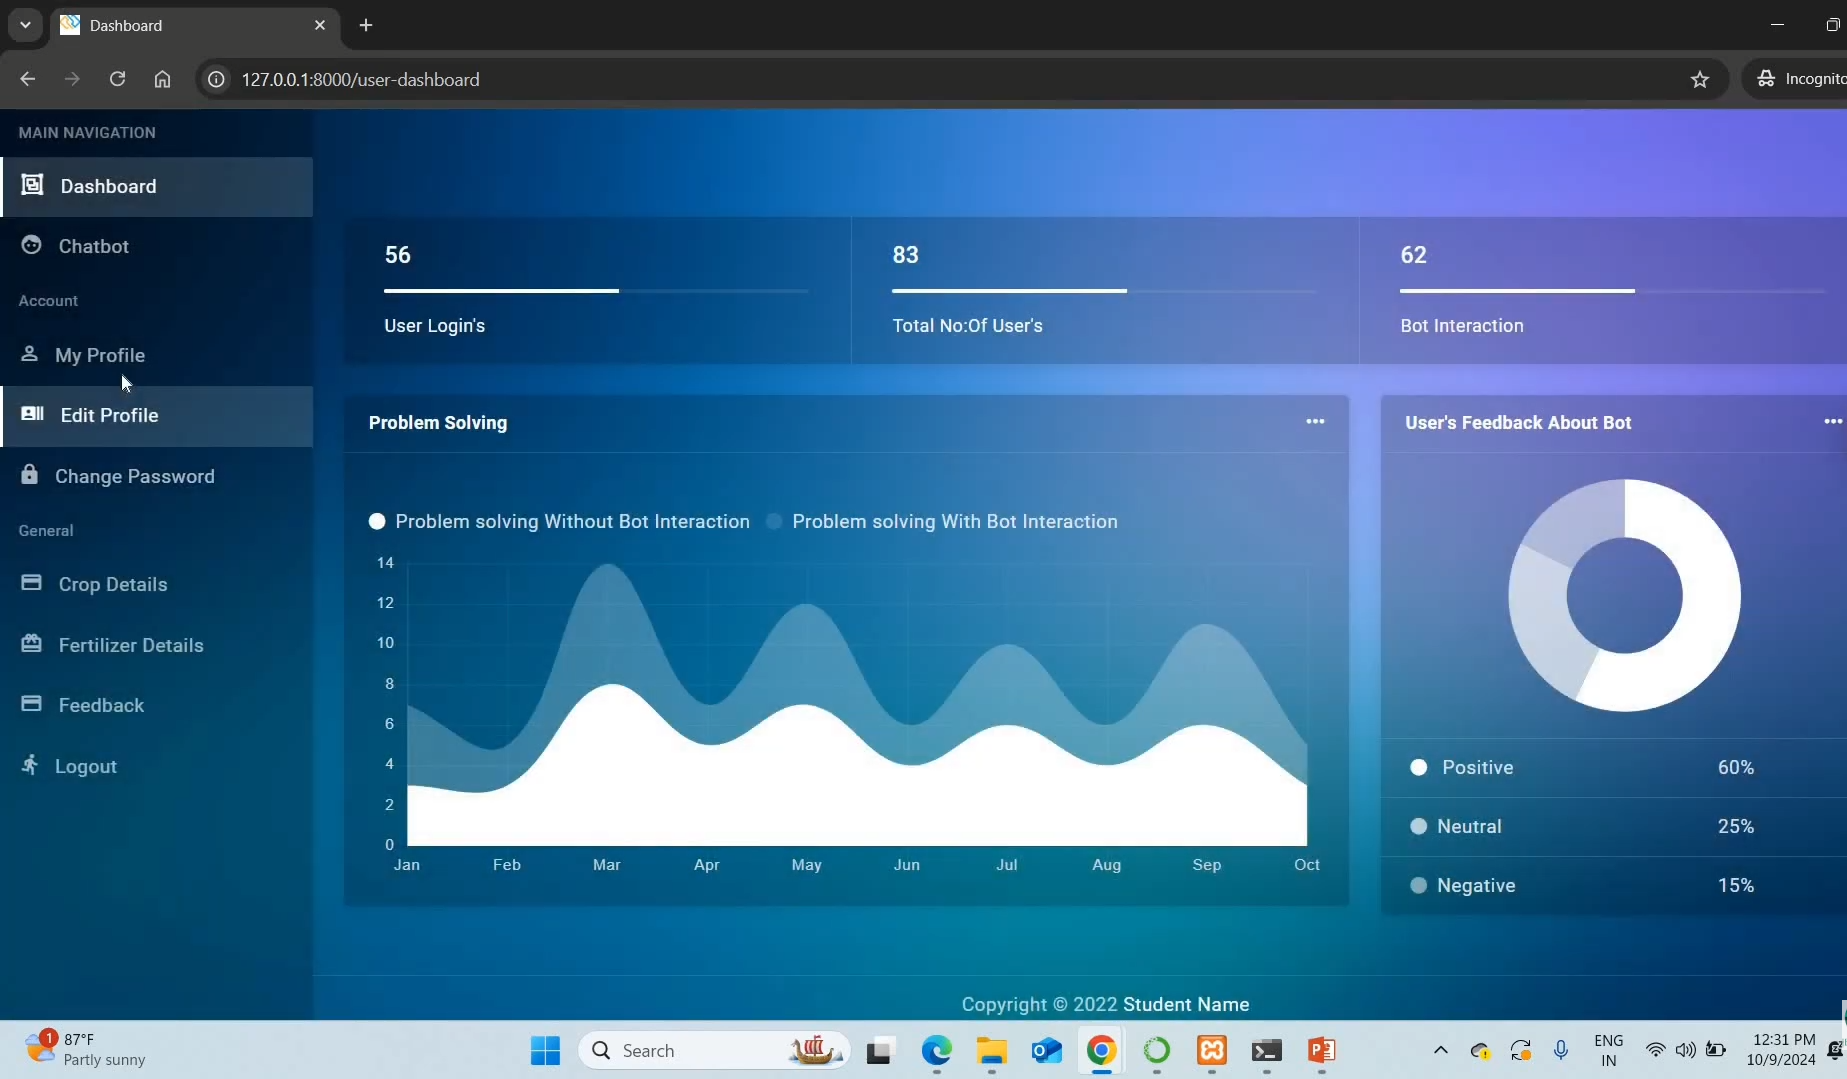 Dashboard
127.0.0.1:8000/user-dashboard
Incognito
MAIN NAVIGATION
Dashboard
Chatbot
Account
My Profile
Edit Profile
Change Password
General
Crop Details
Fertilizer Details
Feedback
Logout
56
User Login's
83
Total No:Of User's
62
Bot Interaction
Problem Solving
Problem solving Without Bot Interaction
Problem solving With Bot Interaction
14
12
10
8
6
4
2
0
Jan Feb Mar Apr May Jun Jul Aug Sep Oct
User's Feedback About Bot
Positive 60%
Neutral 25%
Negative 15%
Copyright © 2022 Student Name
1
87°F
Partly sunny
Search
ENG
IN
12:31 PM
10/9/2024